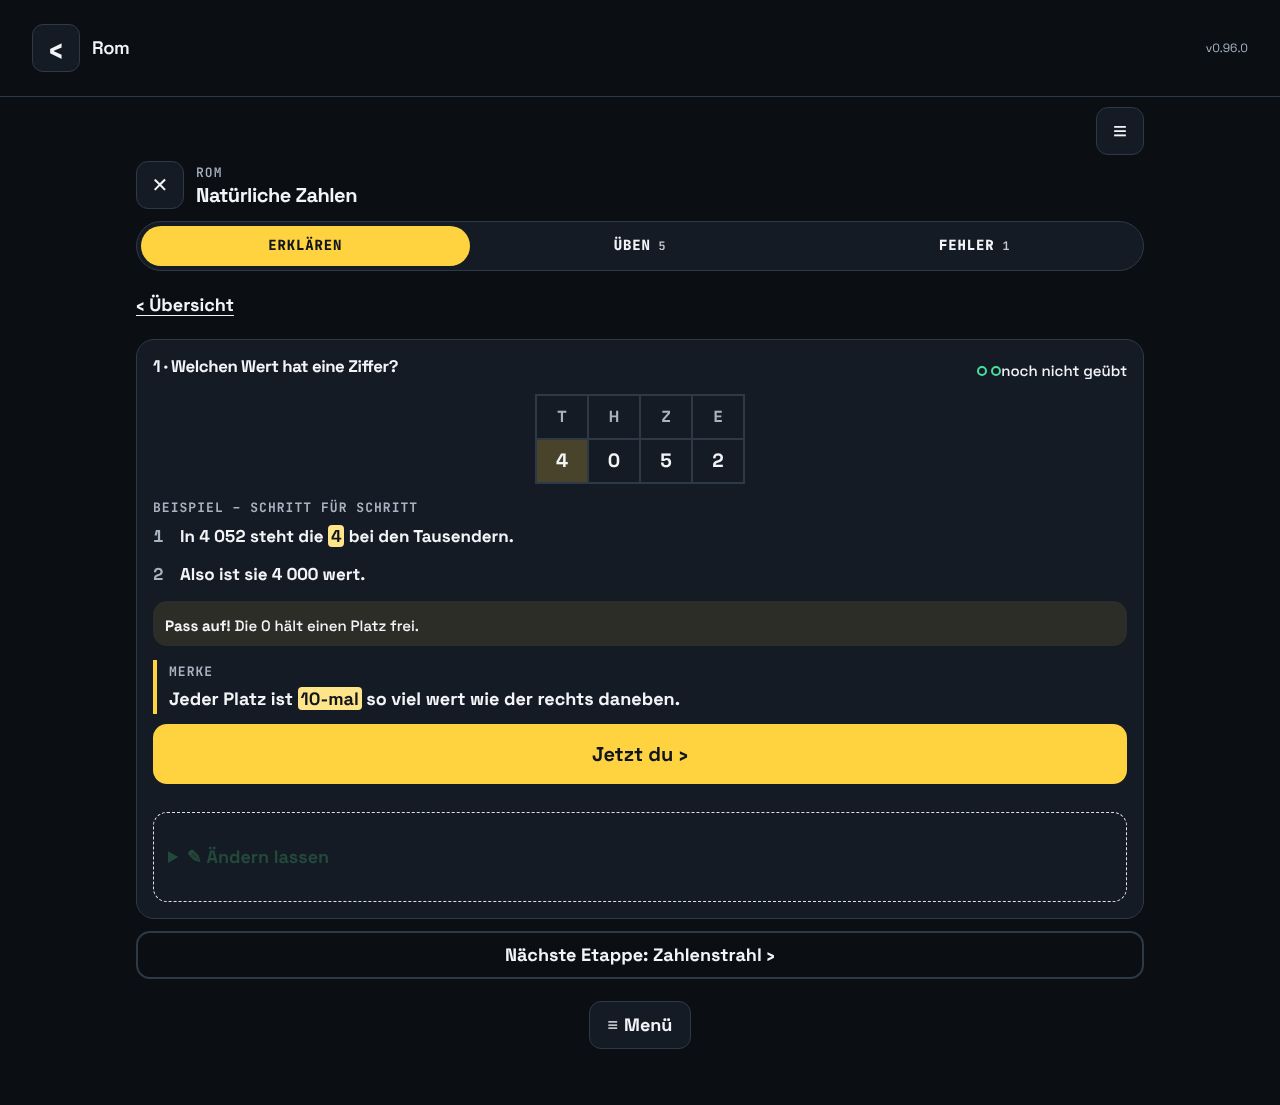 < Rom
v0.96.0
≡
✕ ROM
Natürliche Zahlen
ERKLÄREN ÜBEN 5 FEHLER 1
< Übersicht
1 · Welchen Wert hat eine Ziffer?
noch nicht geübt
T H Z E
4 0 5 2
BEISPIEL – SCHRITT FÜR SCHRITT
1 In 4 052 steht die 4 bei den Tausendern.
2 Also ist sie 4 000 wert.
Pass auf! Die 0 hält einen Platz frei.
MERKE
Jeder Platz ist 10-mal so viel wert wie der rechts daneben.
Jetzt du >
▶ ✎ Ändern lassen
Nächste Etappe: Zahlenstrahl >
≡ Menü